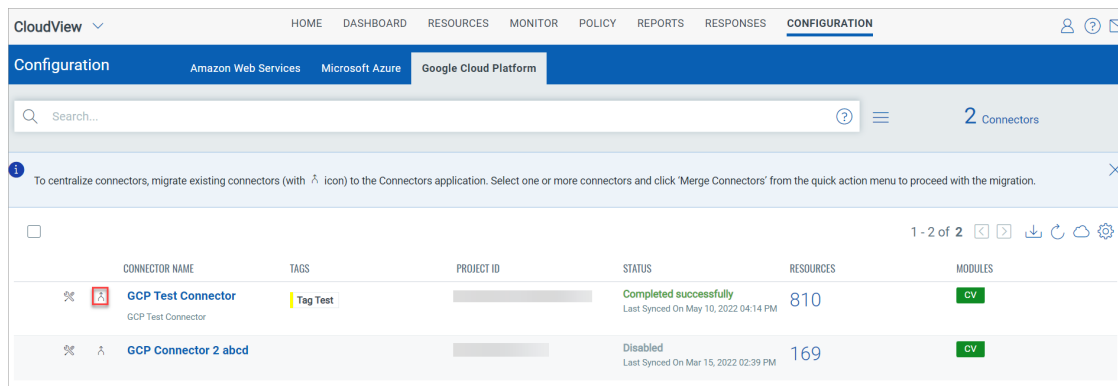 CloudView
HOME DASHBOARD RESOURCES MONITOR POLICY REPORTS RESPONSES CONFIGURATION
Configuration
Amazon Web Services Microsoft Azure Google Cloud Platform
Search...
2 Connectors
To centralize connectors, migrate existing connectors (with icon) to the Connectors application. Select one or more connectors and click ‘Merge Connectors’ from the quick action menu to proceed with the migration.
1 - 2 of 2
CONNECTOR NAME TAGS PROJECT ID STATUS RESOURCES MODULES
GCP Test Connector Tag Test Completed successfully 810 CV
GCP Test Connector Last Synced On May 10, 2022 04:14 PM
GCP Connector 2 abcd Disabled 169 CV
Last Synced On Mar 15, 2022 02:39 PM